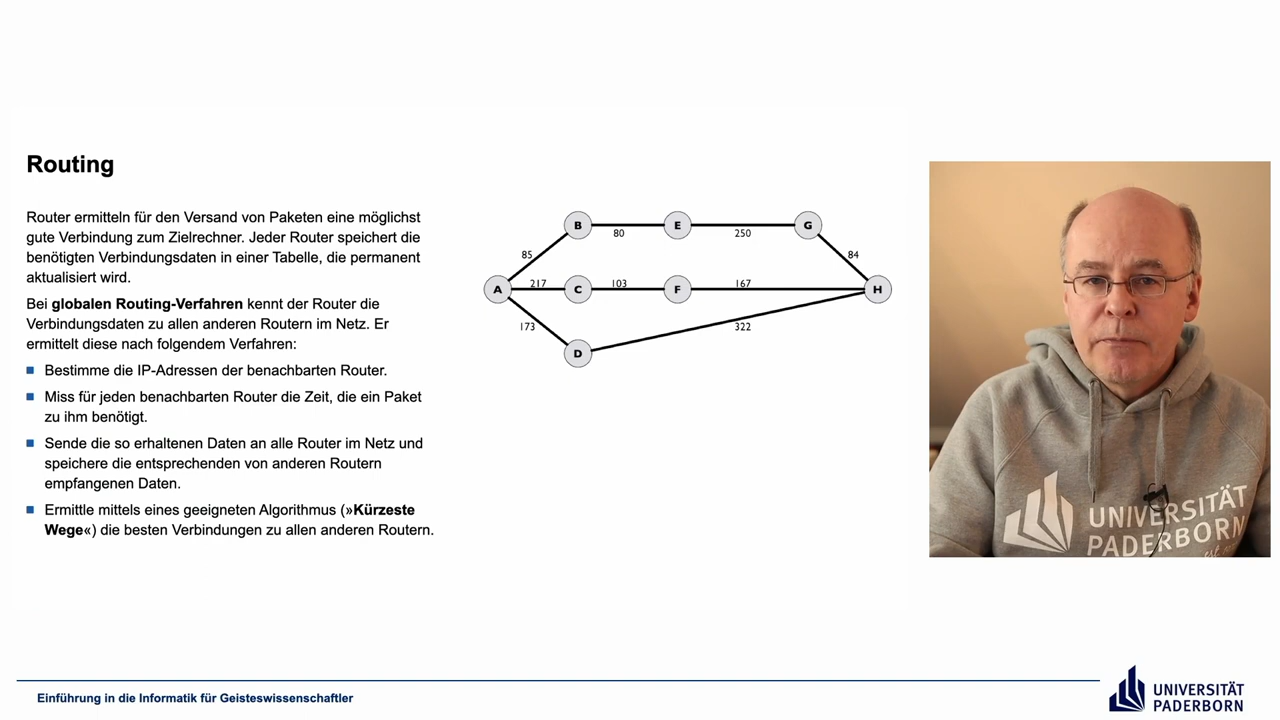 Routing
Router ermitteln für den Versand von Paketen eine möglichst
gute Verbindung zum Zielrechner. Jeder Router speichert die
benötigten Verbindungsdaten in einer Tabelle, die permanent
aktualisiert wird.
Bei globalen Routing-Verfahren kennt der Router die
Verbindungsdaten zu allen anderen Routern im Netz. Er
ermittelt diese nach folgendem Verfahren:
Bestimme die IP-Adressen der benachbarten Router.
Miss für jeden benachbarten Router die Zeit, die ein Paket
zu ihm benötigt.
Sende die so erhaltenen Daten an alle Router im Netz und
speichere die entsprechenden von anderen Routern
empfangenen Daten.
Ermittle mittels eines geeigneten Algorithmus (»Kürzeste
Wege«) die besten Verbindungen zu allen anderen Routern.
B 80 E 250 G
85 84
A 217 C 103 F 167 H
173 322
D
UNIVERSITÄT
PADERBORN
Einführung in die Informatik für Geisteswissenschaftler
UNIVERSITÄT
PADERBORN